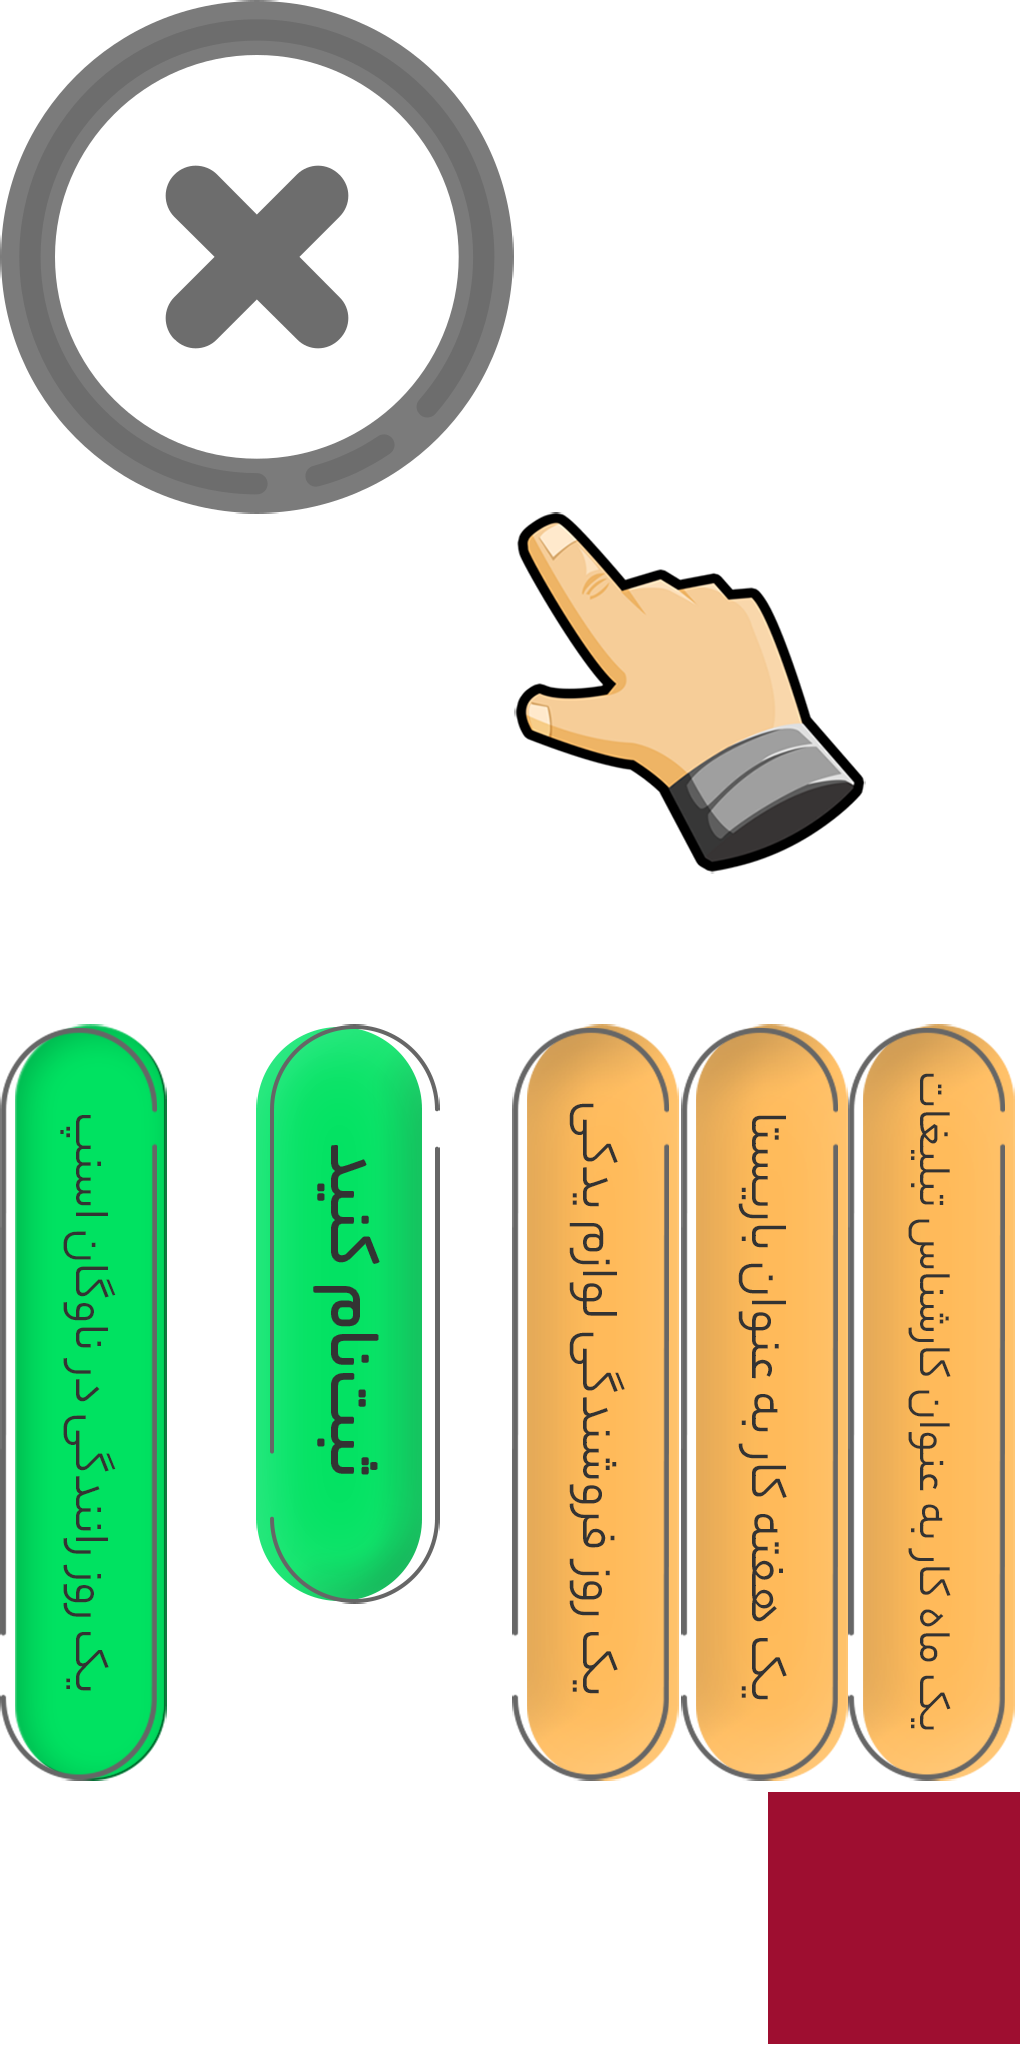 یک روز رانندگی در ناوگان اسنپ
ثبت‌نام کنید
یک روز فروشندگی لوازم یدکی
یک هفته کار به عنوان باریستا
یک ماه کار به عنوان کارشناس تبلیغات